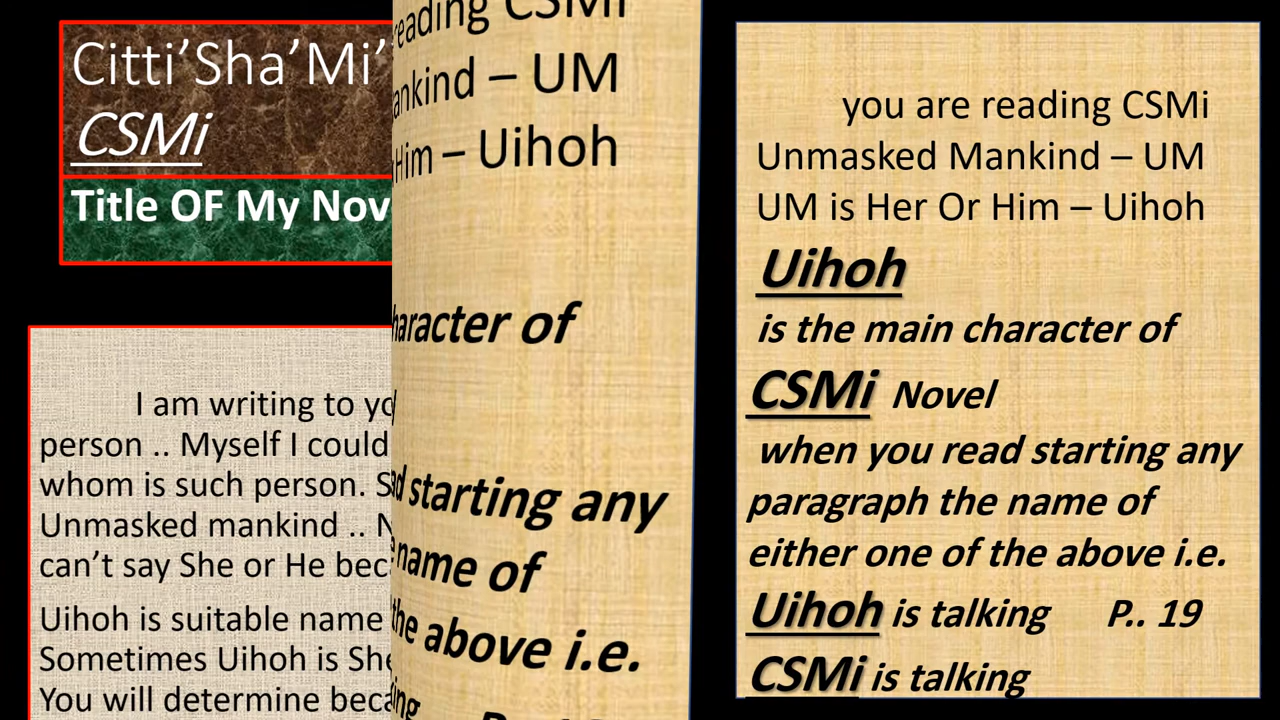 Citti’Sha’Mi’
CSMi
Title OF My Nov
I am writing to yo
person .. Myself I could
whom is such person. S
Unmasked mankind .. N
can’t say She or He bec
Uihoh is suitable name
Sometimes Uihoh is She
You will determine beca
reading CSMi
ankind – UM
Him – Uihoh
haracter of
starting any
name of
the above i.e.
you are reading CSMi
Unmasked Mankind – UM
UM is Her Or Him – Uihoh
Uihoh
is the main character of
CSMi Novel
when you read starting any
paragraph the name of
either one of the above i.e.
Uihoh is talking P.. 19
CSMi is talking